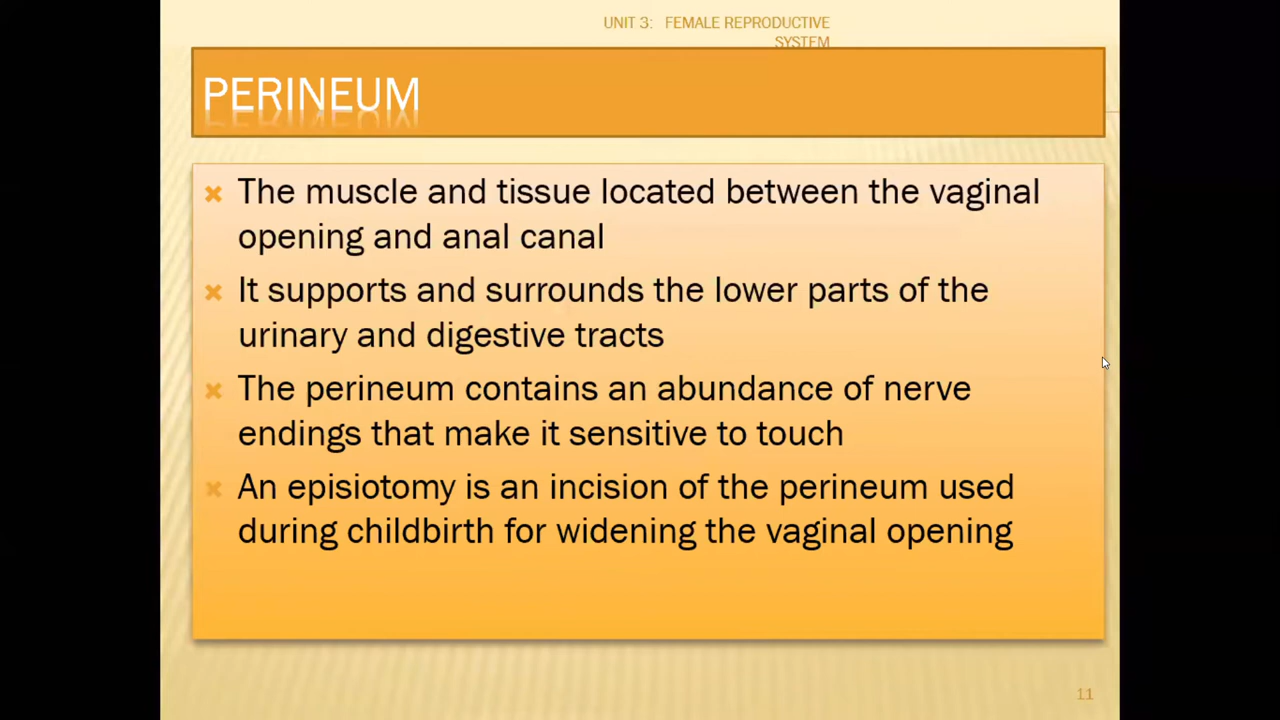 UNIT 3: FEMALE REPRODUCTIVE
SYSTEM
PERINEUM
The muscle and tissue located between the vaginal
opening and anal canal
It supports and surrounds the lower parts of the
urinary and digestive tracts
The perineum contains an abundance of nerve
endings that make it sensitive to touch
An episiotomy is an incision of the perineum used
during childbirth for widening the vaginal opening
11